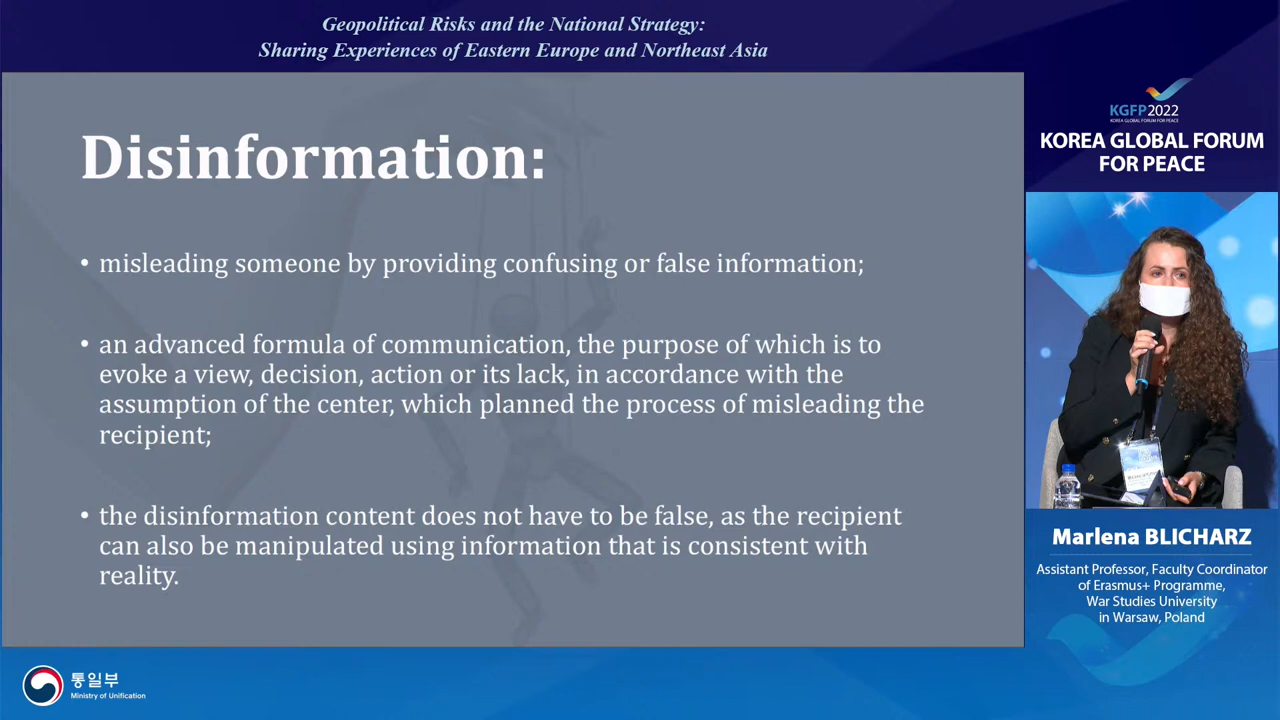 Geopolitical Risks and the National Strategy:
Sharing Experiences of Eastern Europe and Northeast Asia
Disinformation:
• misleading someone by providing confusing or false information;
• an advanced formula of communication, the purpose of which is to
evoke a view, decision, action or its lack, in accordance with the
assumption of the center, which planned the process of misleading the
recipient;
• the disinformation content does not have to be false, as the recipient
can also be manipulated using information that is consistent with
reality.
KGFP2022
KOREA GLOBAL FORUM FOR PEACE
KOREA GLOBAL FORUM
FOR PEACE
Marlena BLICHARZ
Assistant Professor, Faculty Coordinator
of Erasmus+ Programme,
War Studies University
in Warsaw, Poland
통일부
Ministry of Unification